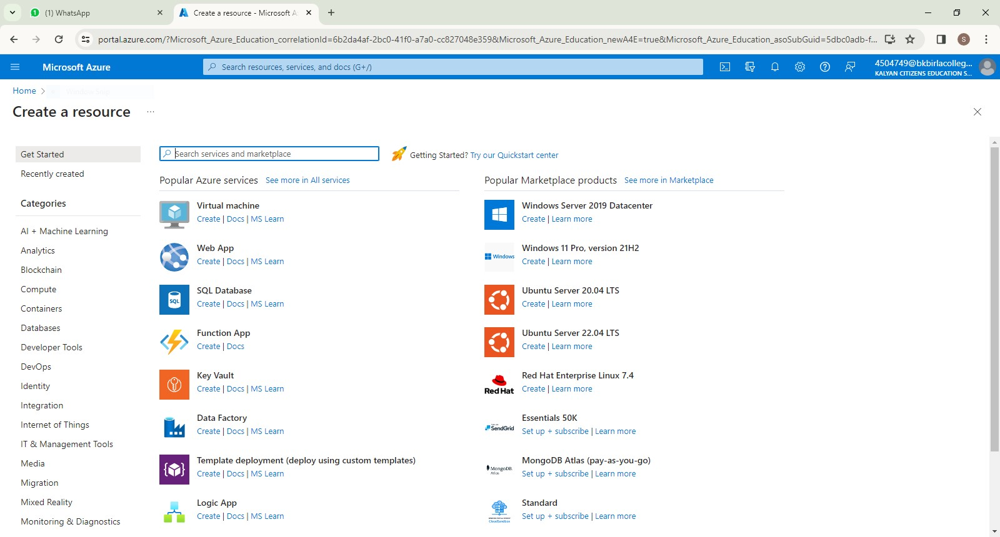 (1) WhatsApp
Create a resource - Microsoft A
portal.azure.com/?Microsoft_Azure_Education_correlationId=6b2da4af-2bc0-41f0-a7a0-cc827048e359&Microsoft_Azure_Education_newA4E=true&Microsoft_Azure_Education_asoSubGuid=5dbc0adb-f...
S
Microsoft Azure
Search resources, services, and docs (G+/)
4504749@bkbirlacolleg...
KALYAN CITIZENS EDUCATION S...
Home >
Create a resource ...
Get Started
Recently created
Categories
AI + Machine Learning
Analytics
Blockchain
Compute
Containers
Databases
Developer Tools
DevOps
Identity
Integration
Internet of Things
IT & Management Tools
Media
Migration
Mixed Reality
Monitoring & Diagnostics
Search services and marketplace
Getting Started? Try our Quickstart center
Popular Azure services See more in All services
Virtual machine
Create | Docs | MS Learn
Web App
Create | Docs | MS Learn
SQL
SQL Database
Create | Docs | MS Learn
Function App
Create | Docs
Key Vault
Create | Docs | MS Learn
Data Factory
Create | Docs | MS Learn
Template deployment (deploy using custom templates)
Create | Docs | MS Learn
Logic App
Create | Docs | MS Learn
Popular Marketplace products See more in Marketplace
Windows Server 2019 Datacenter
Create | Learn more
Windows
Windows 11 Pro, version 21H2
Create | Learn more
Ubuntu Server 20.04 LTS
Create | Learn more
Ubuntu Server 22.04 LTS
Create | Learn more
Red Hat
Red Hat Enterprise Linux 7.4
Create | Learn more
SendGrid
Essentials 50K
Set up + subscribe | Learn more
MongoDB.
Atlas
MongoDB Atlas (pay-as-you-go)
Set up + subscribe | Learn more
CloudSandbox
Standard
Set up + subscribe | Learn more